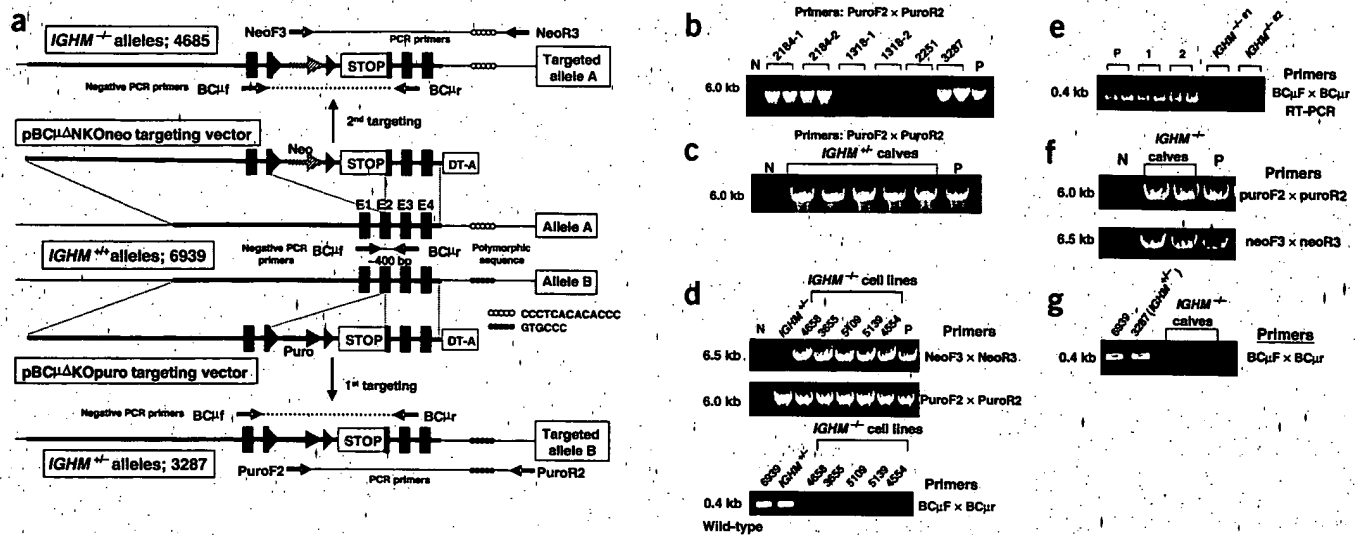 a
IGHM -/- alleles; 4685
NeoF3
PCR primers
NeoR3
STOP
Targeted allele A
Negative PCR primers BCμf
BCμr
2nd targeting
pBCμΔNKOneo targeting vector
Neo
STOP
DT-A
E1 E2 E3 E4
Allele A
Negative PCR primers BCμf
BCμr
Polymorphic sequence
IGHM +/+ alleles; 6939
~400 bp
Allele B
CCCTCACACACCC
GTGCCC
Puro
STOP
DT-A
pBCμΔKOpuro targeting vector
1st targeting
Negative PCR primers BCμf
BCμr
STOP
Targeted allele B
IGHM +/- alleles; 3287
PuroF2
PCR primers
PuroR2
b
Primers: PuroF2 × PuroR2
N 2184-1 2184-2 1318-1 1318-2 2251 3287 P
6.0 kb
c
Primers: PuroF2 × PuroR2
IGHM +/- calves
N P
6.0 kb
d
IGHM -/- cell lines
N IGHM +/- 4658 3655 5109 5139 4554 P
Primers
6.5 kb
NeoF3 × NeoR3
6.0 kb
PuroF2 × PuroR2
IGHM -/- cell lines
6939 IGHM +/- 4658 3655 5109 5139 4554
Primers
0.4 kb
BCμF × BCμr
Wild-type
e
P 1 2 IGHM -/- #1 IGHM -/- #2
Primers
0.4 kb
BCμF × BCμr
RT-PCR
f
IGHM -/- calves
N P
Primers
6.0 kb
puroF2 × puroR2
6.5 kb
neoF3 × neoR3
g
6939 3287 (IGHM +/-)
IGHM -/- calves
Primers
0.4 kb
BCμF × BCμr